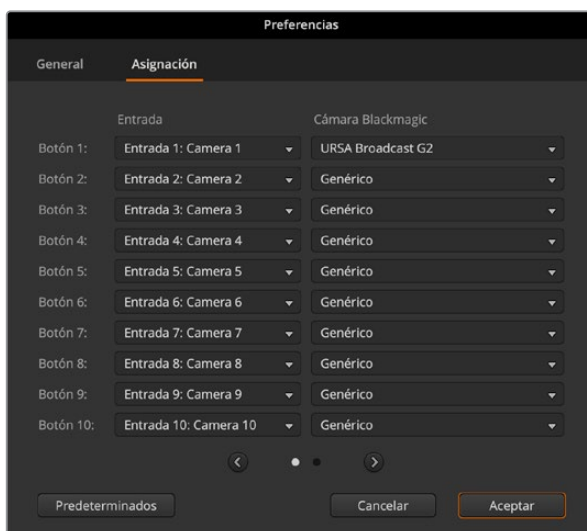 Preferencias
General Asignación
Entrada Cámara Blackmagic
Botón 1: Entrada 1: Camera 1 URSA Broadcast G2
Botón 2: Entrada 2: Camera 2 Genérico
Botón 3: Entrada 3: Camera 3 Genérico
Botón 4: Entrada 4: Camera 4 Genérico
Botón 5: Entrada 5: Camera 5 Genérico
Botón 6: Entrada 6: Camera 6 Genérico
Botón 7: Entrada 7: Camera 7 Genérico
Botón 8: Entrada 8: Camera 8 Genérico
Botón 9: Entrada 9: Camera 9 Genérico
Botón 10: Entrada 10: Camera 10 Genérico
Predeterminados Cancelar Aceptar